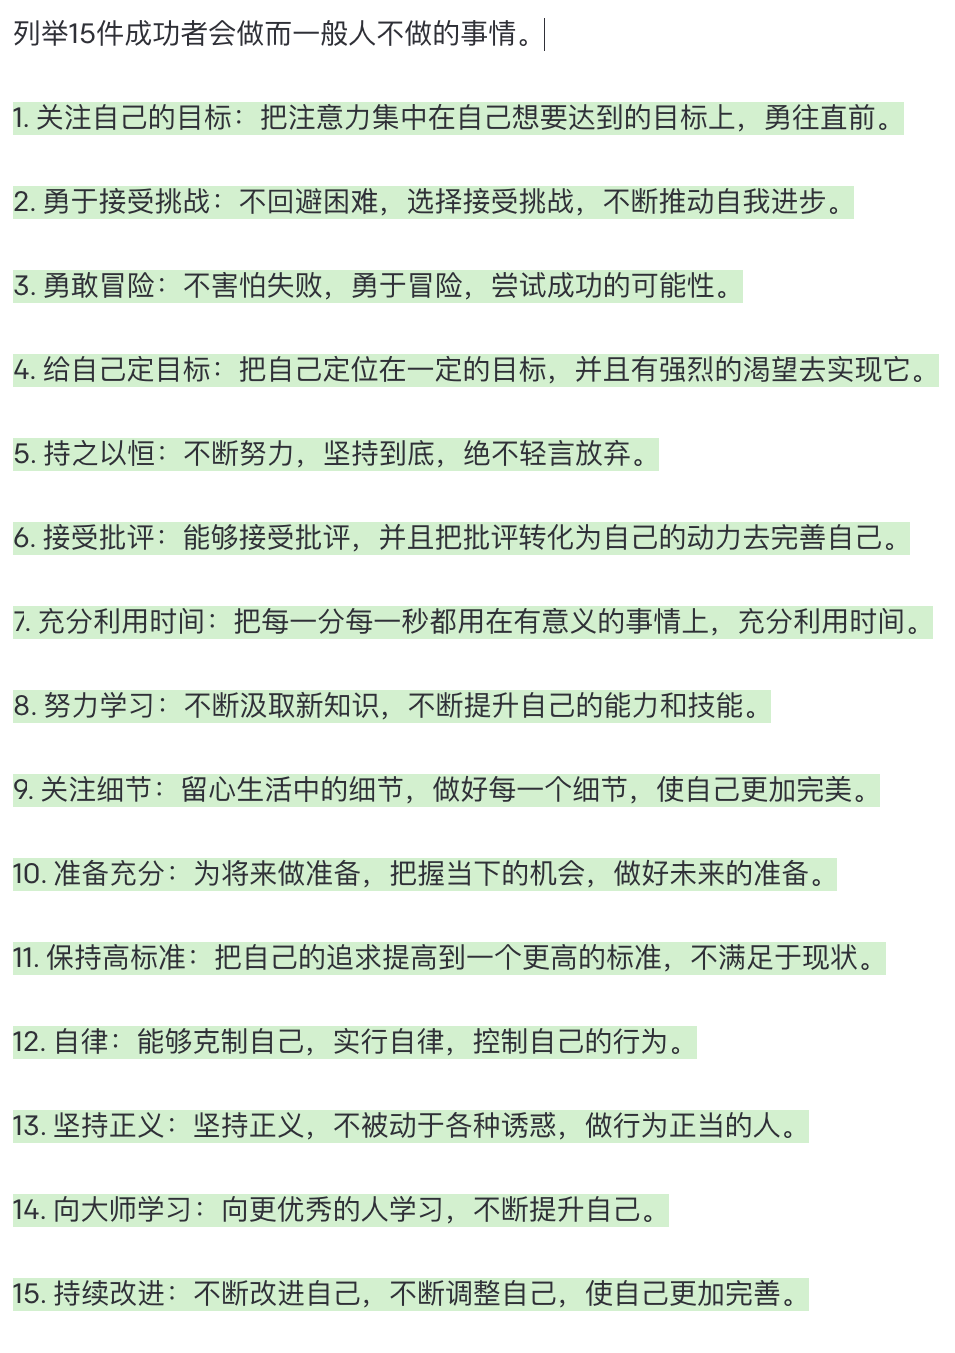 列举15件成功者会做而一般人不做的事情。
1. 关注自己的目标：把注意力集中在自己想要达到的目标上，勇往直前。
2. 勇于接受挑战：不回避困难，选择接受挑战，不断推动自我进步。
3. 勇敢冒险：不害怕失败，勇于冒险，尝试成功的可能性。
4. 给自己定目标：把自己定位在一定的目标，并且有强烈的渴望去实现它。
5. 持之以恒：不断努力，坚持到底，绝不轻言放弃。
6. 接受批评：能够接受批评，并且把批评转化为自己的动力去完善自己。
7. 充分利用时间：把每一分每一秒都用在有意义的事情上，充分利用时间。
8. 努力学习：不断汲取新知识，不断提升自己的能力和技能。
9. 关注细节：留心生活中的细节，做好每一个细节，使自己更加完美。
10. 准备充分：为将来做准备，把握当下的机会，做好未来的准备。
11. 保持高标准：把自己的追求提高到一个更高的标准，不满足于现状。
12. 自律：能够克制自己，实行自律，控制自己的行为。
13. 坚持正义：坚持正义，不被动于各种诱惑，做行为正当的人。
14. 向大师学习：向更优秀的人学习，不断提升自己。
15. 持续改进：不断改进自己，不断调整自己，使自己更加完善。